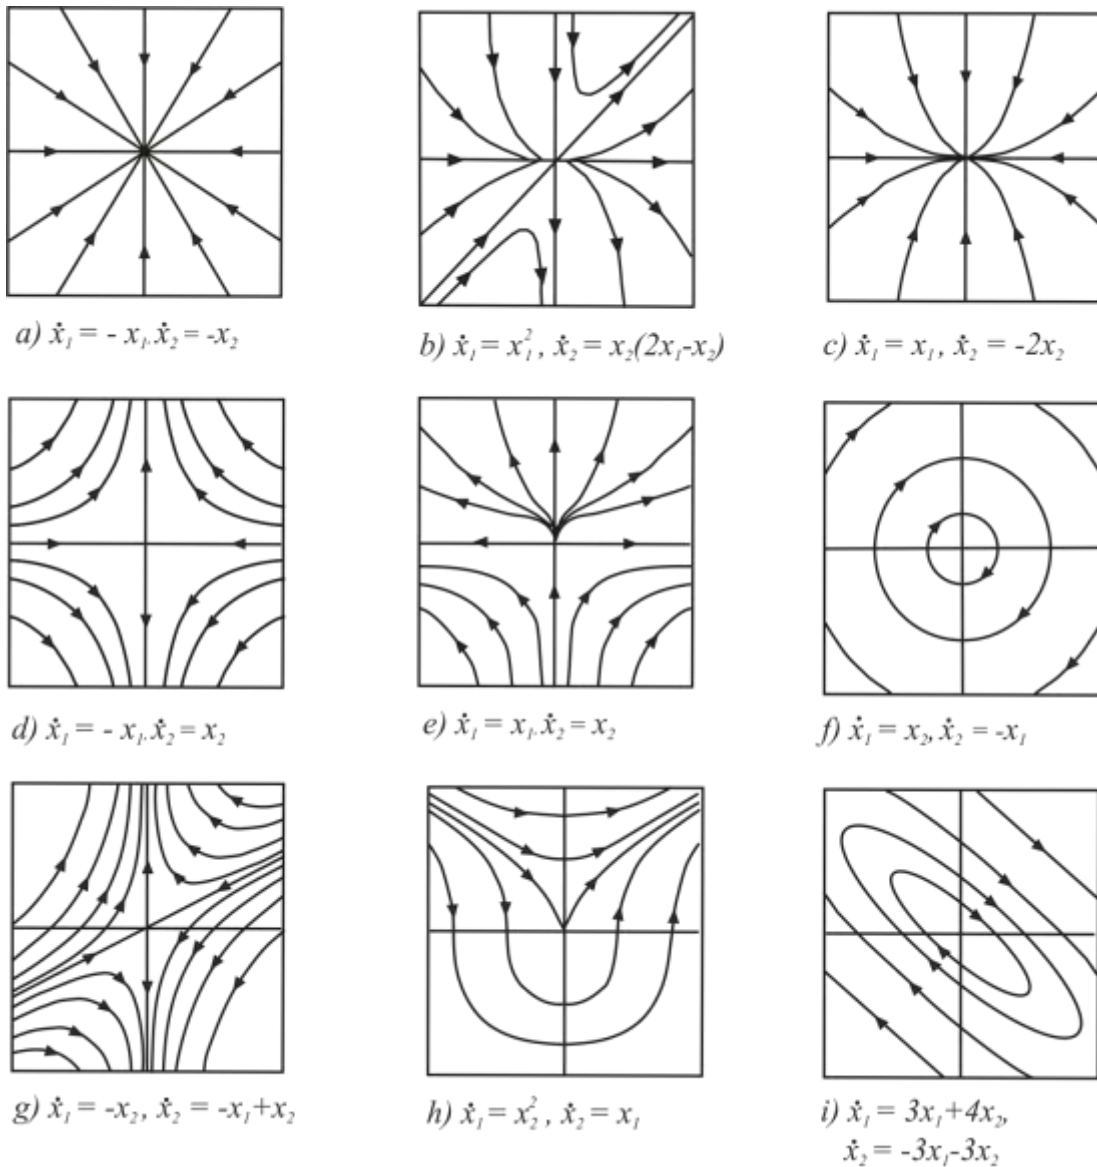 a) ẋ₁ = - x₁, ẋ₂ = -x₂
b) ẋ₁ = x₁², ẋ₂ = x₂(2x₁-x₂)
c) ẋ₁ = x₁, ẋ₂ = -2x₂
d) ẋ₁ = - x₁, ẋ₂ = x₂
e) ẋ₁ = x₁, ẋ₂ = x₂
f) ẋ₁ = x₂, ẋ₂ = -x₁
g) ẋ₁ = -x₂, ẋ₂ = -x₁+x₂
h) ẋ₁ = x₂², ẋ₂ = x₁
i) ẋ₁ = 3x₁+4x₂,
ẋ₂ = -3x₁-3x₂